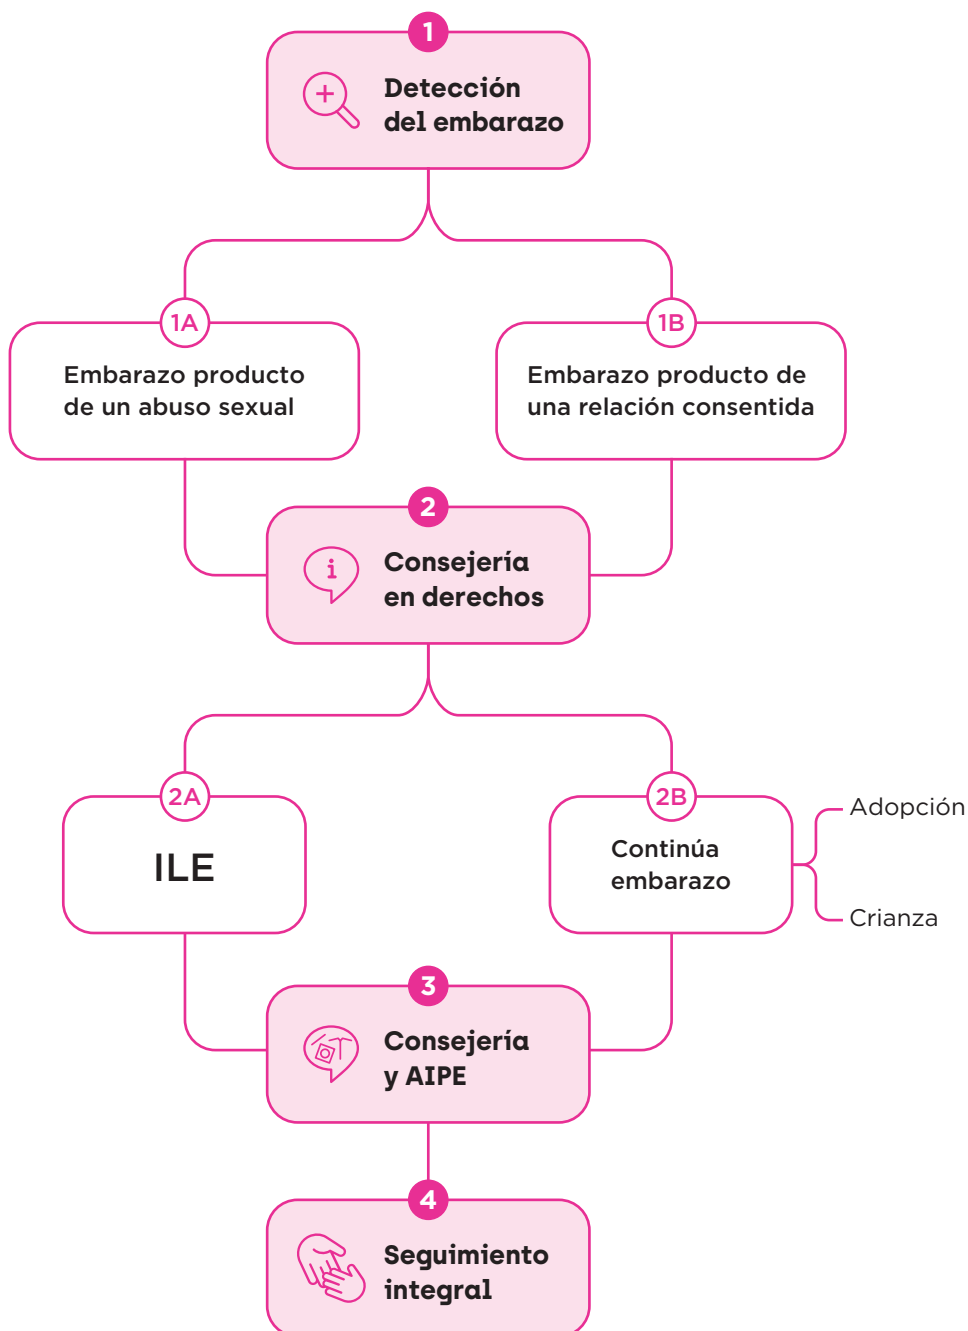 1
Detección
del embarazo
1A
Embarazo producto
de un abuso sexual
1B
Embarazo producto de
una relación consentida
2
i
Consejería
en derechos
2A
ILE
2B
Continúa
embarazo
Adopción
Crianza
3
Consejería
y AIPE
4
Seguimiento
integral